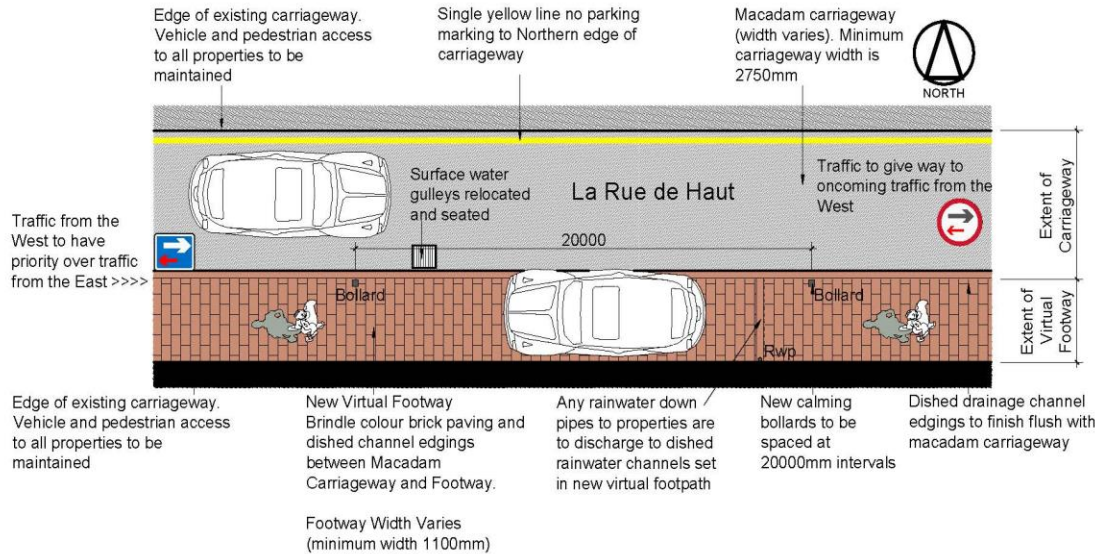 Edge of existing carriageway.
Vehicle and pedestrian access
to all properties to be
maintained
Single yellow line no parking
marking to Northern edge of
carriageway
Macadam carriageway
(width varies). Minimum
carriageway width is
2750mm
NORTH
Surface water
gulleys relocated
and seated
La Rue de Haut
Traffic to give way to
oncoming traffic from the
West
Extent of
Carriageway
Traffic from the
West to have
priority over traffic
from the East >>>>
20000
Bollard
Bollard
Rwp
Extent of
Virtual
Footway
Edge of existing carriageway.
Vehicle and pedestrian access
to all properties to be
maintained
New Virtual Footway
Brindle colour brick paving and
dished channel edgings
between Macadam
Carriageway and Footway.
Footway Width Varies
(minimum width 1100mm)
Any rainwater down
pipes to properties are
to discharge to dished
rainwater channels set
in new virtual footpath
New calming
bollards to be
spaced at
20000mm intervals
Dished drainage channel
edgings to finish flush with
macadam carriageway